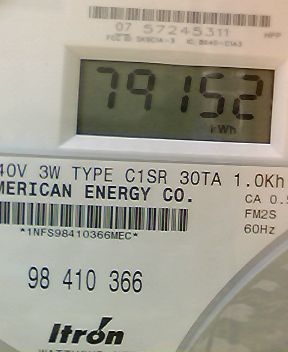 07 57245311
79152
kWh
40V 3W TYPE C1SR 30TA 1.0Kh
MERICAN ENERGY CO.
CA 0.5
FM2S
60Hz
*1NFS98410366MEC*
98 410 366
Itron